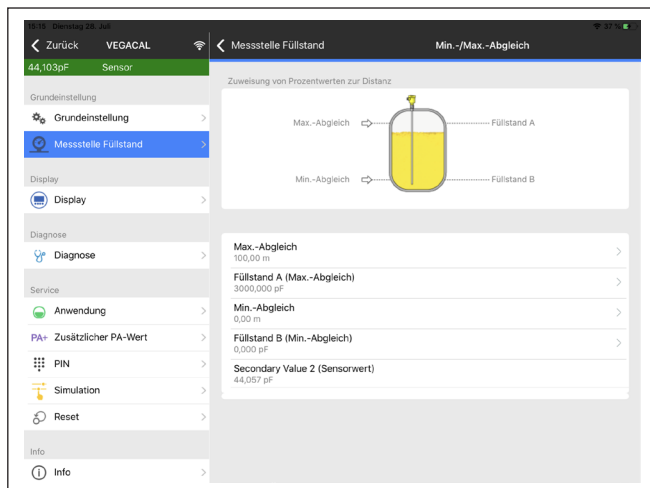 15:15 Dienstag 28. Juli
37 %
Zurück VEGACAL
Messstelle Füllstand
Min.-/Max.-Abgleich
44,103pF Sensor
Grundeinstellung
Grundeinstellung
Messstelle Füllstand
Display
Display
Diagnose
Diagnose
Service
Anwendung
PA+ Zusätzlicher PA-Wert
PIN
Simulation
Reset
Info
Info
Zuweisung von Prozentwerten zur Distanz
Max.-Abgleich
Füllstand A
Min.-Abgleich
Füllstand B
Max.-Abgleich
100,00 m
Füllstand A (Max.-Abgleich)
3000,000 pF
Min.-Abgleich
0,00 m
Füllstand B (Min.-Abgleich)
0,000 pF
Secondary Value 2 (Sensorwert)
44,057 pF